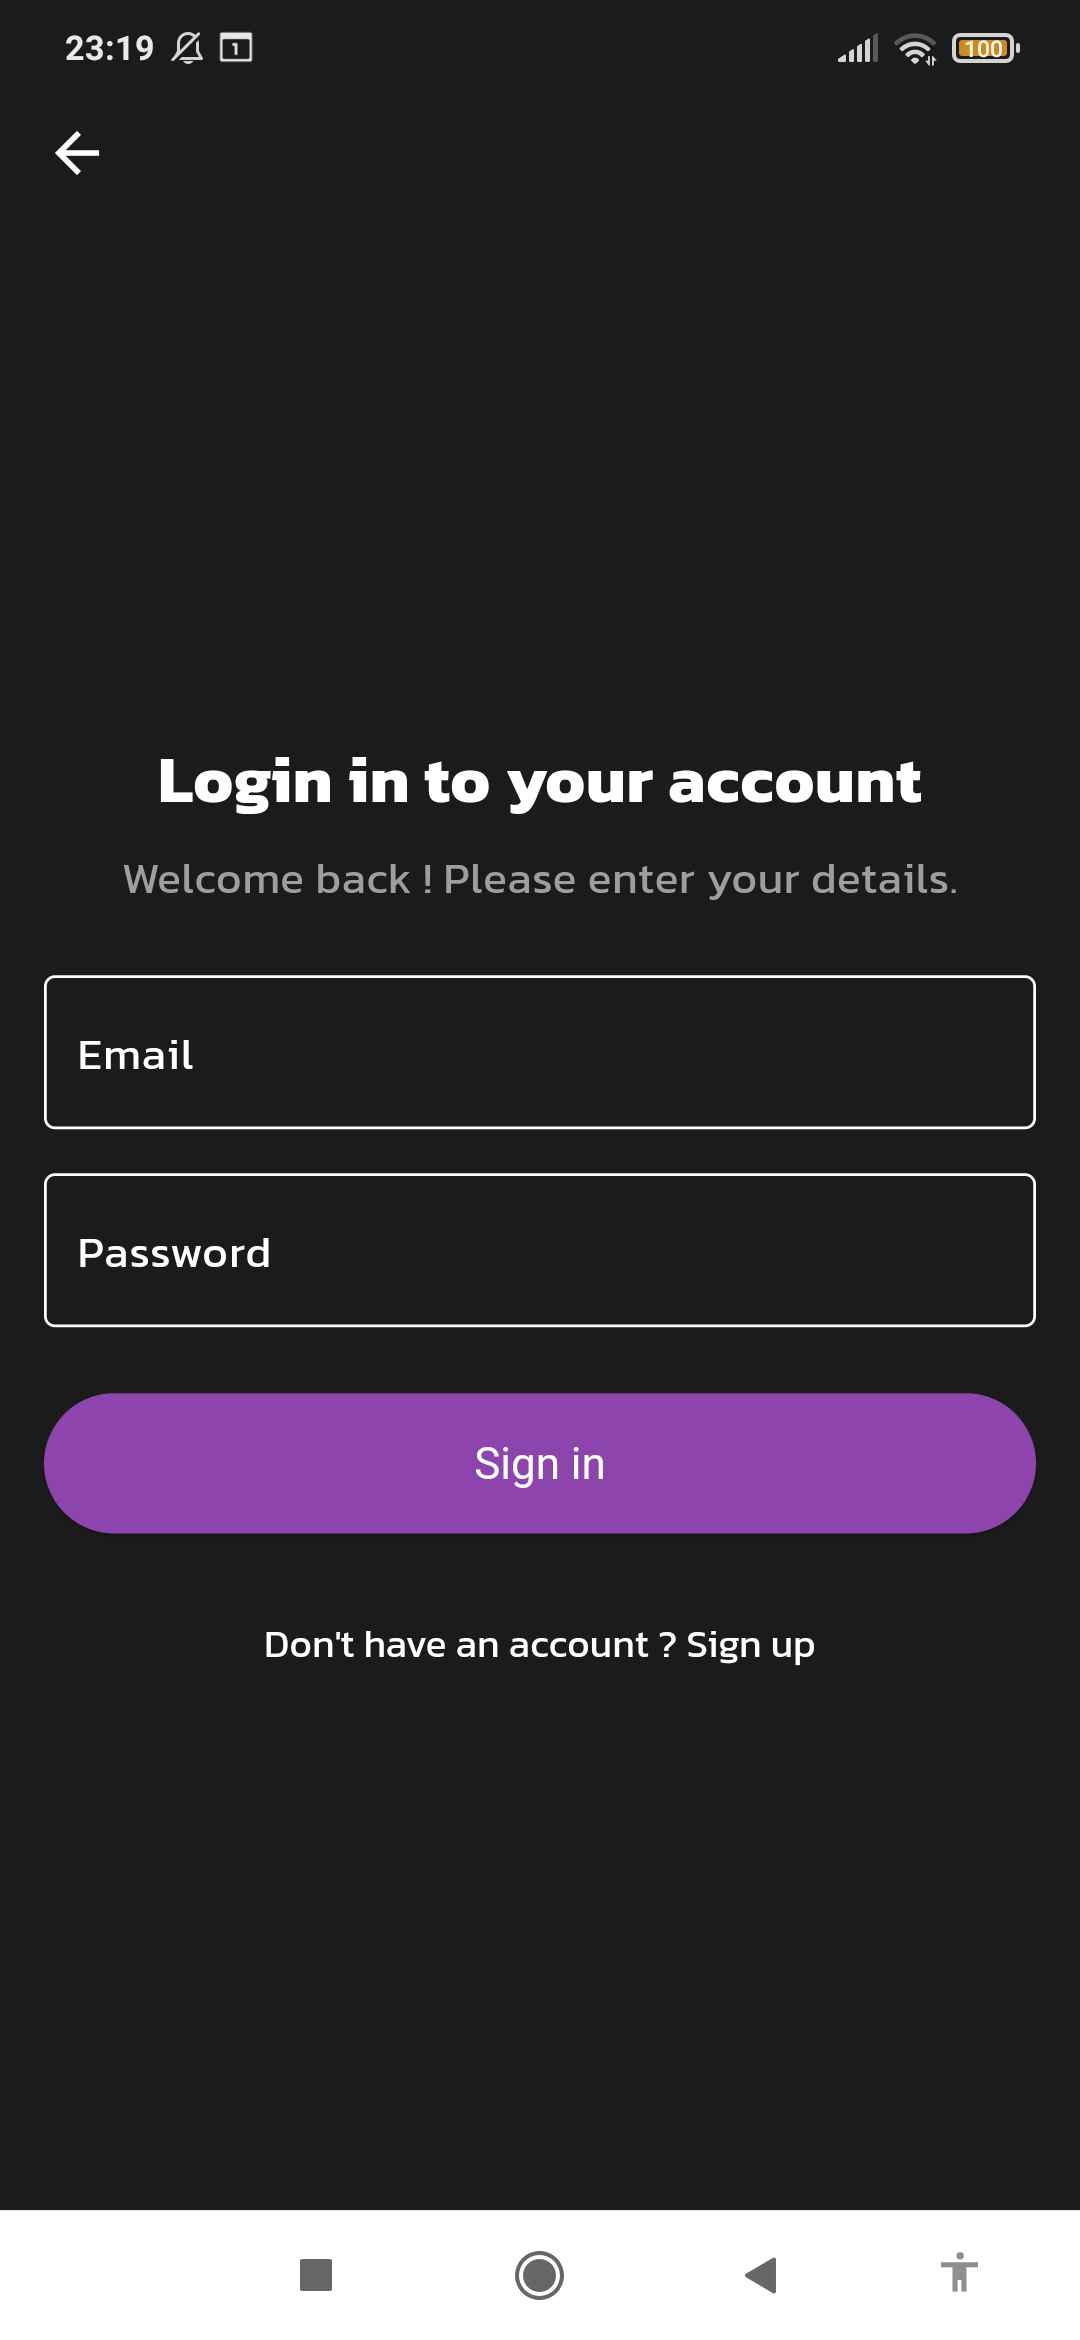 23:19 1 100
Login in to your account
Welcome back ! Please enter your details.
Email
Password
Sign in
Don't have an account ? Sign up